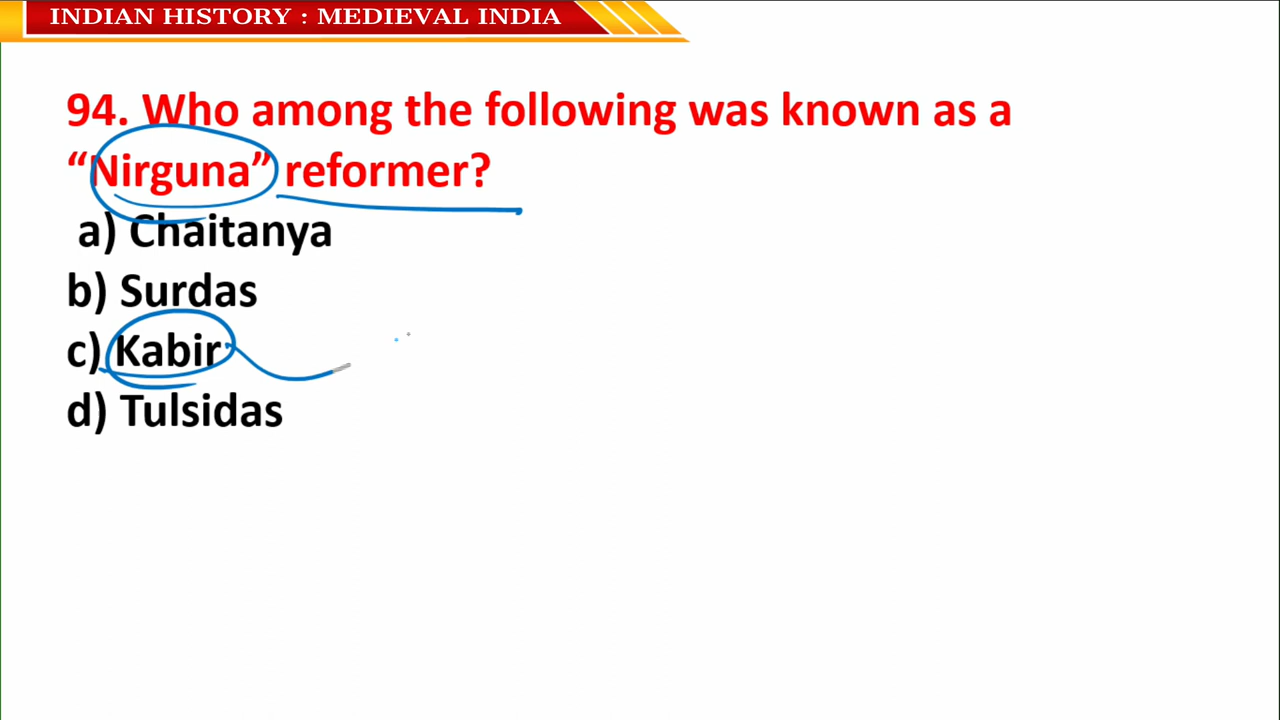 INDIAN HISTORY : MEDIEVAL INDIA
94. Who among the following was known as a
“Nirguna” reformer?
a) Chaitanya
b) Surdas
c) Kabir
d) Tulsidas